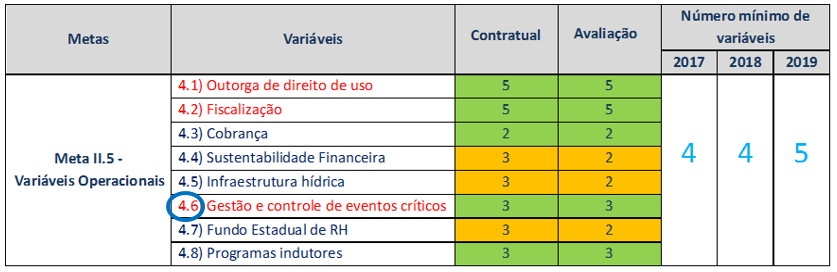 Metas Variáveis Contratual Avaliação Número mínimo de variáveis
2017 2018 2019
Meta II.5 - Variáveis Operacionais
4.1) Outorga de direito de uso 5 5
4.2) Fiscalização 5 5
4.3) Cobrança 2 2
4.4) Sustentabilidade Financeira 3 2
4.5) Infraestrutura hídrica 3 2
4.6) Gestão e controle de eventos críticos 3 3
4.7) Fundo Estadual de RH 3 2
4.8) Programas indutores 3 3
4 4 5